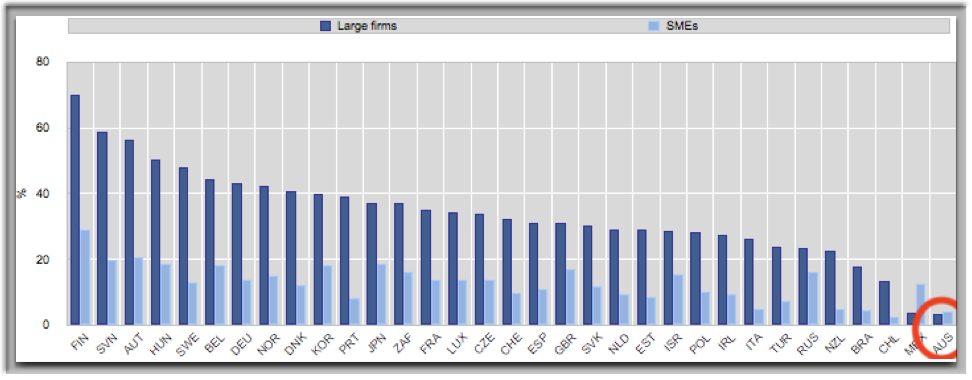 Large firms SMEs
80
60
% 40
20
0
FIN SVN AUT HUN SWE BEL DEU NOR DNK KOR PRT JPN ZAF FRA LUX CZE CHE ESP GBR SVK NLD EST ISR POL IRL ITA TUR RUS NZL BRA CHL MEX AUS